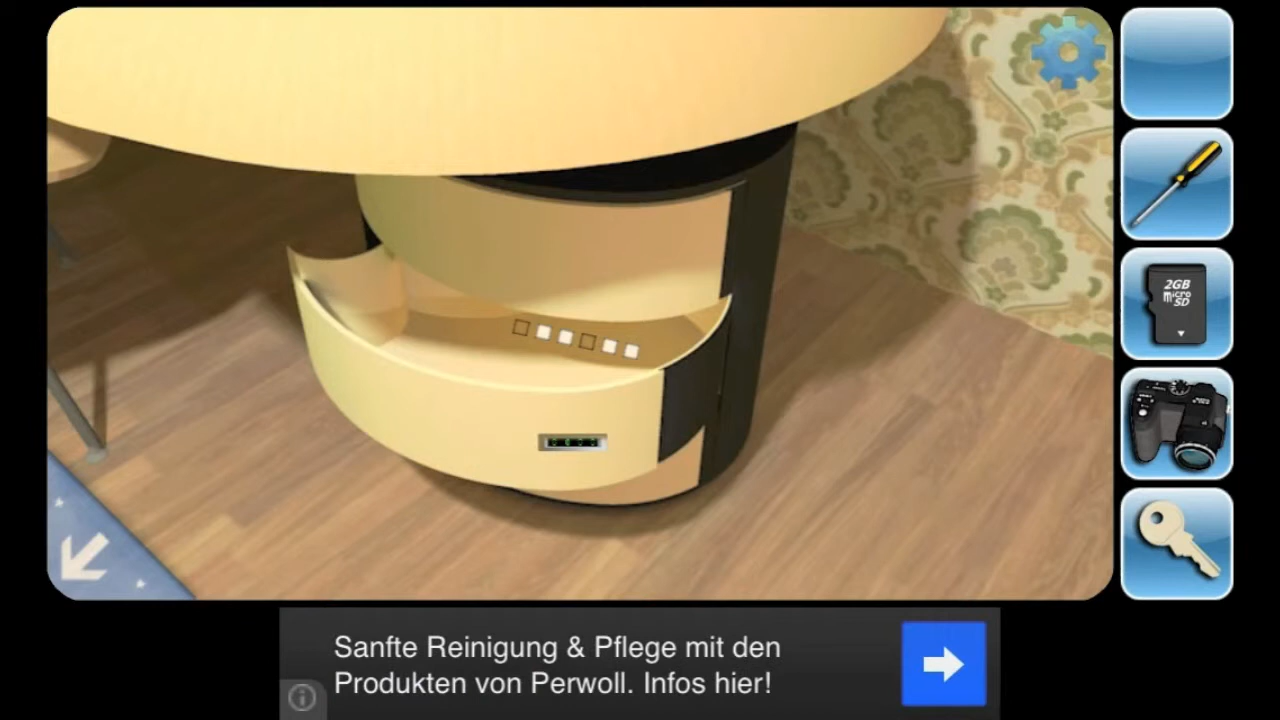 2GB
micro
SD
Sanfte Reinigung & Pflege mit den
Produkten von Perwoll. Infos hier!